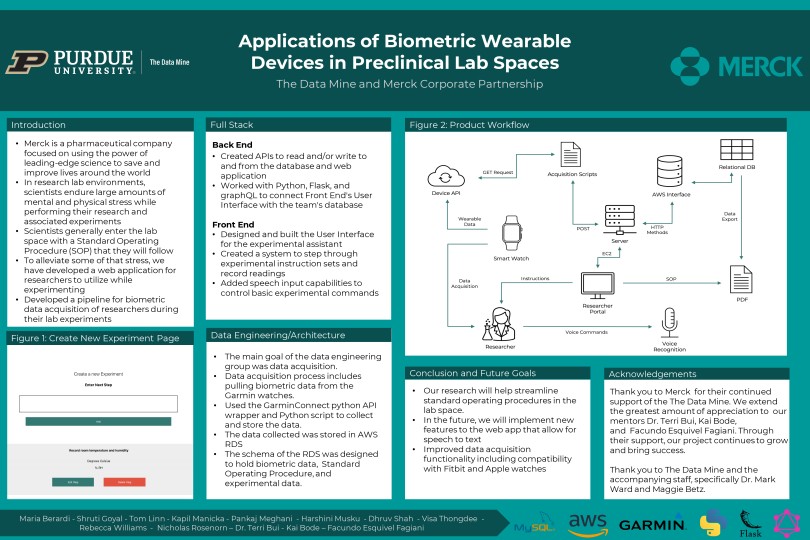 PURDUE
UNIVERSITY®
The Data Mine
Applications of Biometric Wearable
Devices in Preclinical Lab Spaces
The Data Mine and Merck Corporate Partnership
MERCK
Introduction
• Merck is a pharmaceutical company
focused on using the power of
leading-edge science to save and
improve lives around the world
• In research lab environments,
scientists endure large amounts of
mental and physical stress while
performing their research and
associated experiments
• Scientists generally enter the lab
space with a Standard Operating
Procedure (SOP) that they will follow
• To alleviate some of that stress, we
have developed a web application for
researchers to utilize while
experimenting
• Developed a pipeline for biometric
data acquisition of researchers during
their lab experiments
Figure 1: Create New Experiment Page
Create a new Experiment
Enter Next Step
Record room temperature and humidity
Full Stack
Back End
• Created APIs to read and/or write to
and from the database and web
application
• Worked with Python, Flask, and
graphQL to connect Front End's User
Interface with the team's database
Front End
• Designed and built the User Interface
for the experimental assistant
• Created a system to step through
experimental instruction sets and
record readings
• Added speech input capabilities to
control basic experimental commands
Data Engineering/Architecture
• The main goal of the data engineering
group was data acquisition.
• Data acquisition process includes
pulling biometric data from the
Garmin watches.
• Used the GarminConnect python API
wrapper and Python script to collect
and store the data.
• The data collected was stored in AWS
RDS
• The schema of the RDS was designed
to hold biometric data, Standard
Operating Procedure, and
experimental data.
Figure 2: Product Workflow
Device API
GET Request
Acquisition Scripts
AWS Interface
Relational DB
Wearable
Data
Smart Watch
POST
Server
HTTP
Methods
Data
Export
EC2
Data
Acquisition
Instructions
Researcher
Portal
SOP
PDF
Researcher
Voice Commands
Voice
Recognition
Conclusion and Future Goals
• Our research will help streamline
standard operating procedures in the
lab space.
• In the future, we will implement new
features to the web app that allow for
speech to text
• Improved data acquisition
functionality including compatibility
with Fitbit and Apple watches
Acknowledgements
Thank you to Merck for their continued
support of the The Data Mine. We extend
the greatest amount of appreciation to our
mentors Dr. Terri Bui, Kai Bode,
and Facundo Esquivel Fagiani. Through
their support, our project continues to grow
and bring success.
Thank you to The Data Mine and the
accompanying staff, specifically Dr. Mark
Ward and Maggie Betz.
Maria Berardi - Shruti Goyal - Tom Linn - Kapil Manicka - Pankaj Meghani - Harshini Musku - Dhruv Shah - Visa Thongdee -
Rebecca Williams - Nicholas Rosenorn – Dr. Terri Bui - Kai Bode – Facundo Esquivel Fagiani
MySQL
aws
GARMIN
Flask